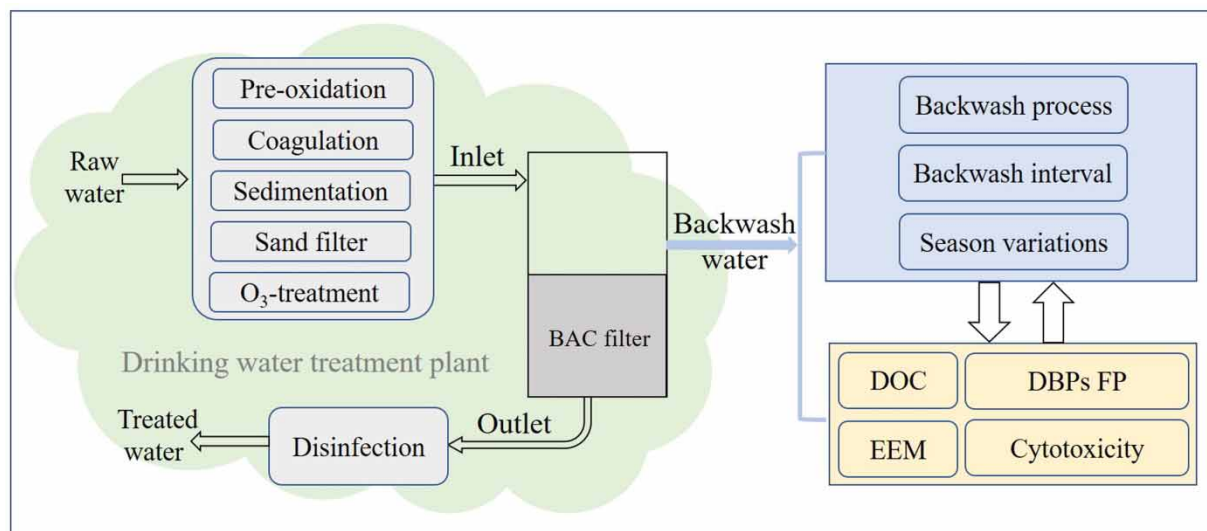 Raw
water
Pre-oxidation
Coagulation
Sedimentation
Sand filter
O₃-treatment
Inlet
BAC filter
Drinking water treatment plant
Outlet
Disinfection
Treated
water
Backwash
water
Backwash process
Backwash interval
Season variations
DOC
DBPs FP
EEM
Cytotoxicity